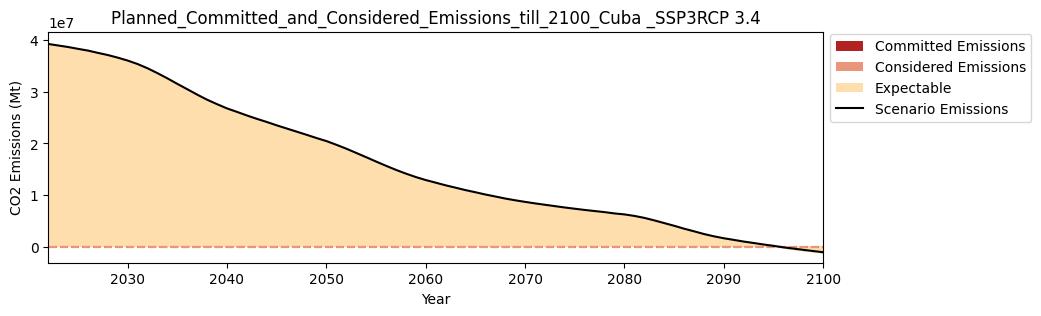 Planned_Committed_and_Considered_Emissions_till_2100_Cuba _SSP3RCP 3.4
1e7
4
3
2
1
0
CO2 Emissions (Mt)
2030 2040 2050 2060 2070 2080 2090 2100
Year
Committed Emissions
Considered Emissions
Expectable
Scenario Emissions